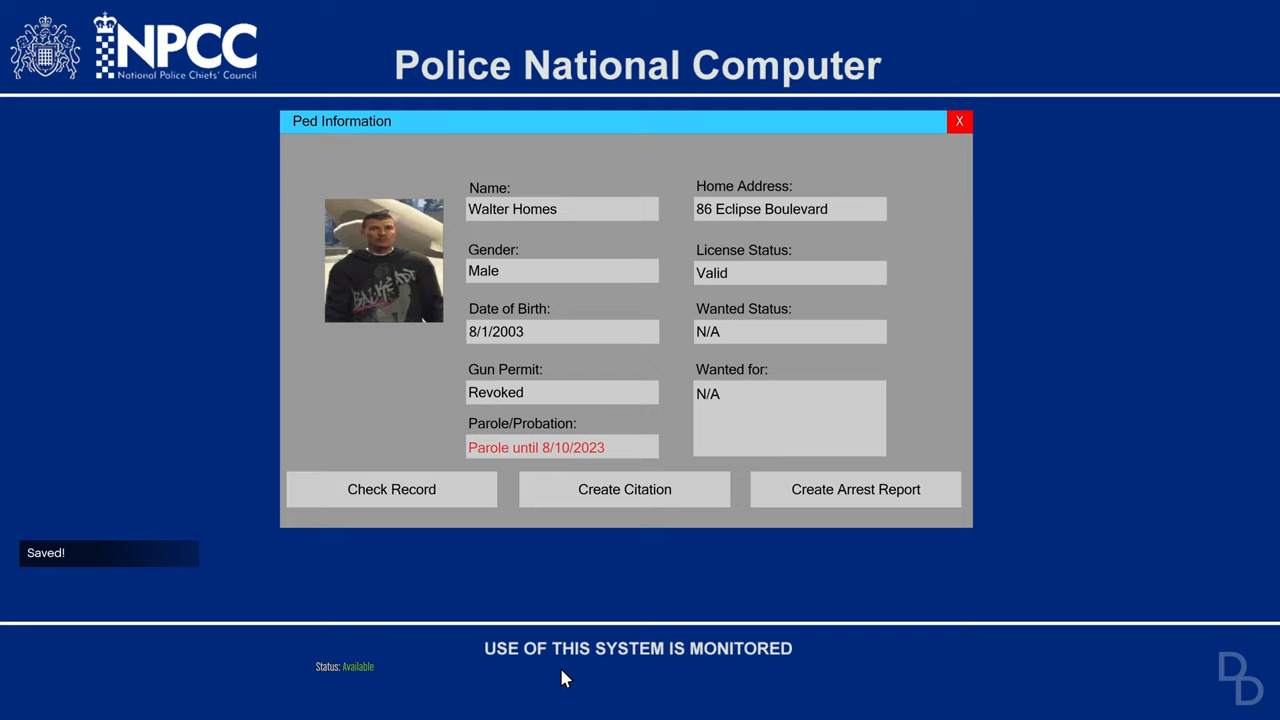 NPCC
National Police Chiefs' Council
Police National Computer
Ped Information
X
Name:
Walter Homes
Home Address:
86 Eclipse Boulevard
Gender:
Male
License Status:
Valid
Date of Birth:
8/1/2003
Wanted Status:
N/A
Gun Permit:
Revoked
Wanted for:
N/A
Parole/Probation:
Parole until 8/10/2023
Check Record
Create Citation
Create Arrest Report
Saved!
USE OF THIS SYSTEM IS MONITORED
Status: Available
DD